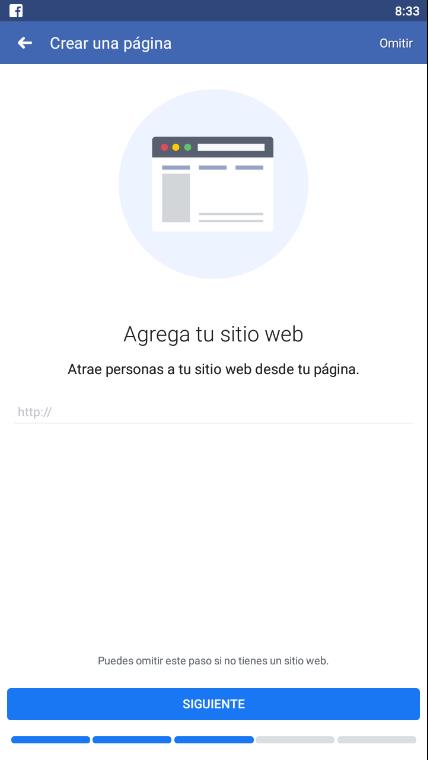 8:33
Crear una página
Omitir
Agrega tu sitio web
Atrae personas a tu sitio web desde tu página.
http://
Puedes omitir este paso si no tienes un sitio web.
SIGUIENTE